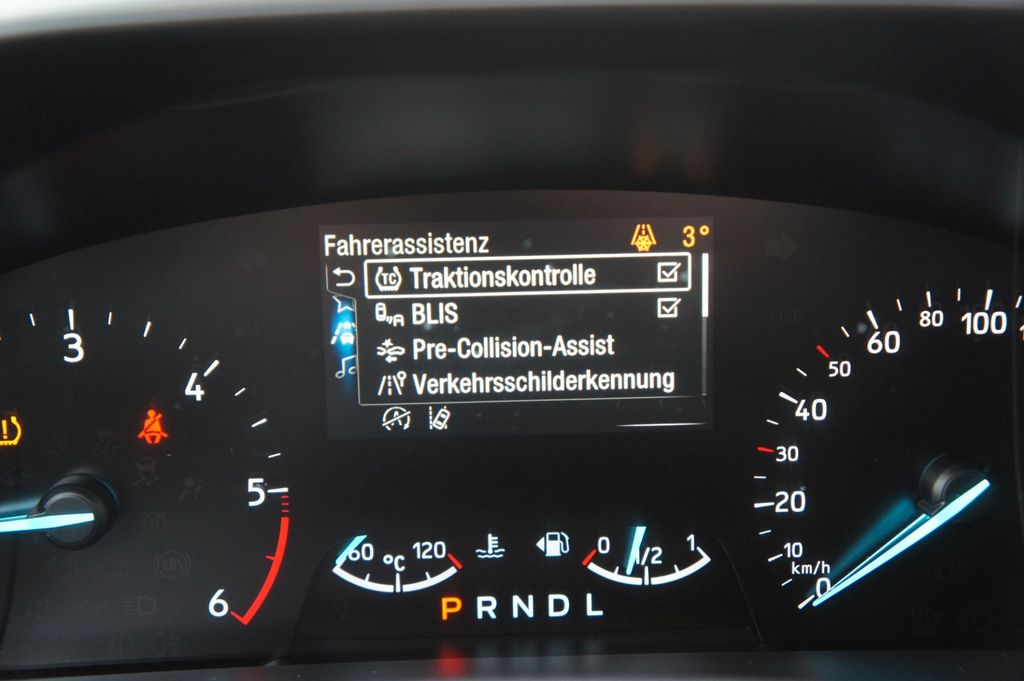 Fahrerassistenz 3°
TC Traktionskontrolle
A BLIS
Pre-Collision-Assist
Verkehrsschilderkennung
3
4
5
6
!
60 °C 120
0 1/2 1
P R N D L
0
10
km/h
20
30
40
50
60
80
100